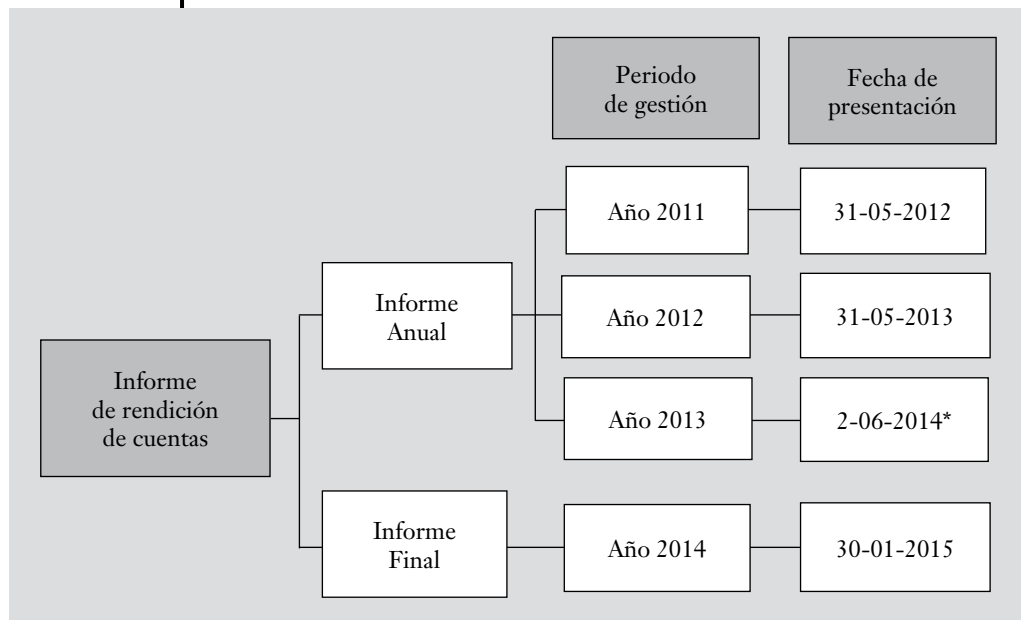 Periodo
de gestión
Fecha de
presentación
Año 2011
31-05-2012
Informe
Anual
Año 2012
31-05-2013
Informe
de rendición
de cuentas
Año 2013
2-06-2014*
Informe
Final
Año 2014
30-01-2015